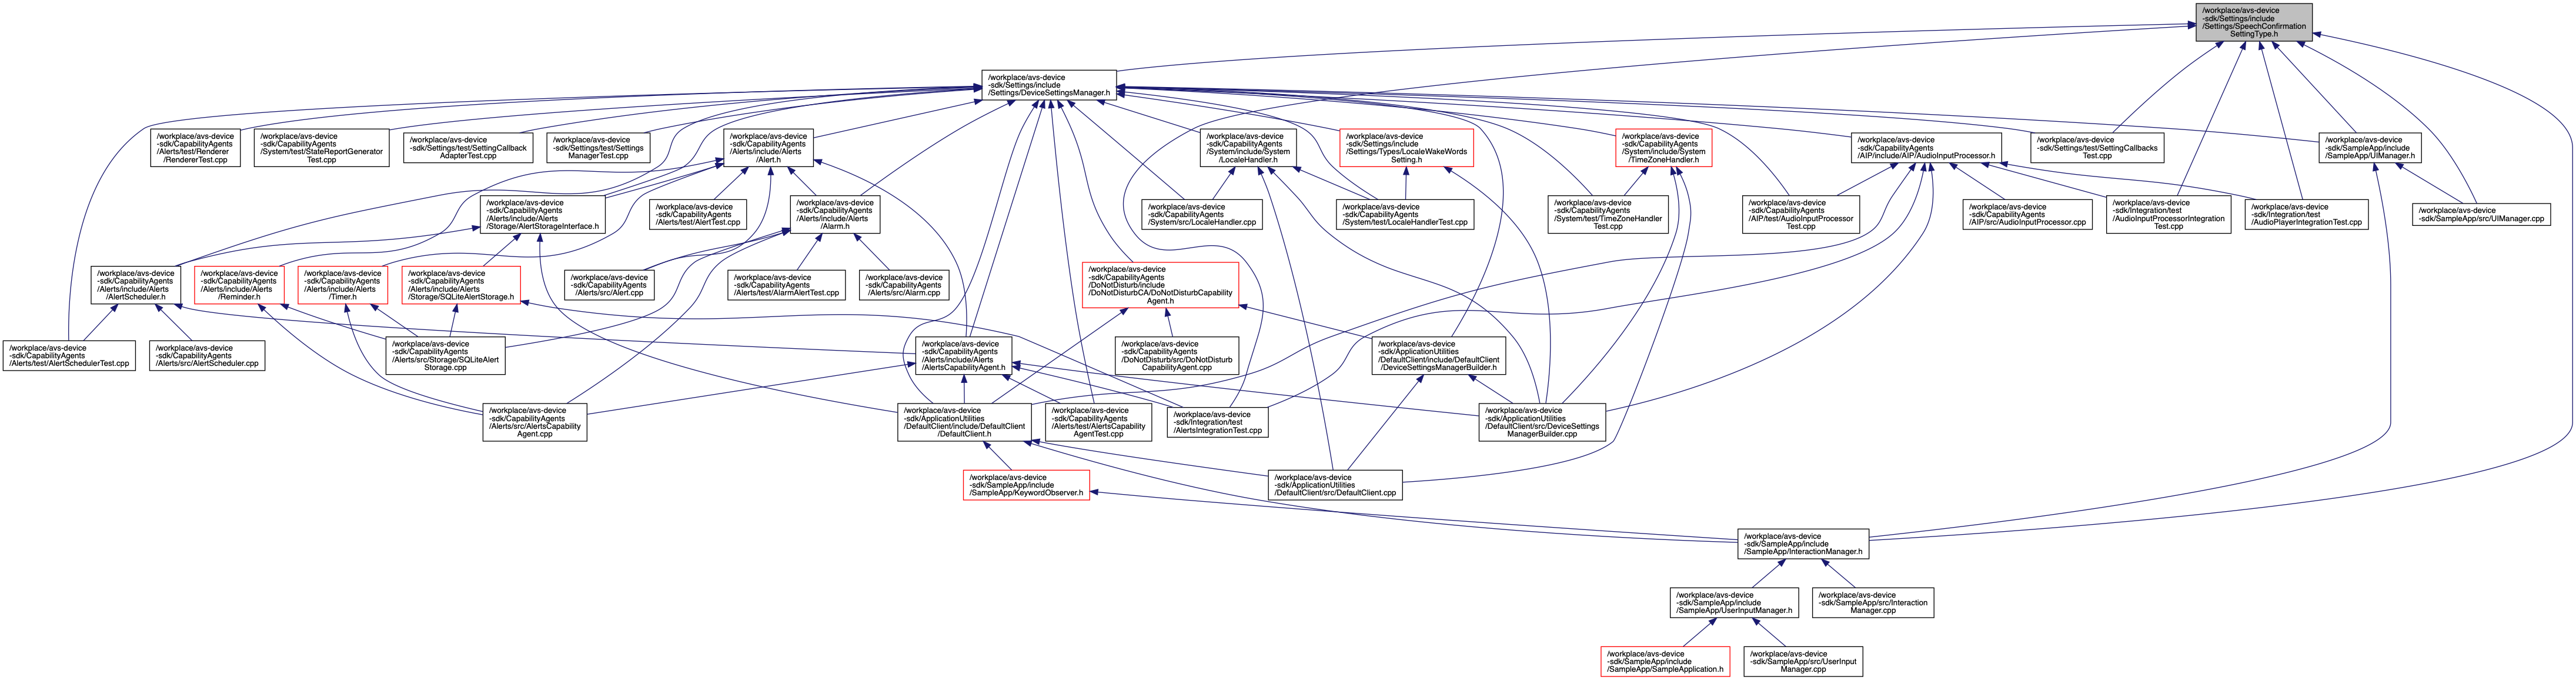 /workplace/avs-device
-sdk/Settings/include
/Settings/SpeechConfirmation
SettingType.h
/workplace/avs-device
-sdk/Settings/include
/Settings/DeviceSettingsManager.h
/workplace/avs-device
-sdk/CapabilityAgents
/Alerts/test/Renderer
/RendererTest.cpp
/workplace/avs-device
-sdk/CapabilityAgents
/System/test/StateReportGenerator
Test.cpp
/workplace/avs-device
-sdk/Settings/test/SettingCallback
AdapterTest.cpp
/workplace/avs-device
-sdk/Settings/test/Settings
ManagerTest.cpp
/workplace/avs-device
-sdk/CapabilityAgents
/Alerts/include/Alerts
/Alert.h
/workplace/avs-device
-sdk/CapabilityAgents
/System/include/System
/LocaleHandler.h
/workplace/avs-device
-sdk/Settings/include
/Settings/Types/LocaleWakeWords
Setting.h
/workplace/avs-device
-sdk/CapabilityAgents
/System/include/System
/TimeZoneHandler.h
/workplace/avs-device
-sdk/CapabilityAgents
/AIP/include/AIP/AudioInputProcessor.h
/workplace/avs-device
-sdk/Settings/test/SettingCallbacks
Test.cpp
/workplace/avs-device
-sdk/SampleApp/include
/SampleApp/UIManager.h
/workplace/avs-device
-sdk/CapabilityAgents
/Alerts/include/Alerts
/Storage/AlertStorageInterface.h
/workplace/avs-device
-sdk/CapabilityAgents
/Alerts/test/AlertTest.cpp
/workplace/avs-device
-sdk/CapabilityAgents
/Alerts/include/Alerts
/Alarm.h
/workplace/avs-device
-sdk/CapabilityAgents
/System/src/LocaleHandler.cpp
/workplace/avs-device
-sdk/CapabilityAgents
/System/test/LocaleHandlerTest.cpp
/workplace/avs-device
-sdk/CapabilityAgents
/System/test/TimeZoneHandler
Test.cpp
/workplace/avs-device
-sdk/CapabilityAgents
/AIP/test/AudioInputProcessor
Test.cpp
/workplace/avs-device
-sdk/CapabilityAgents
/AIP/src/AudioInputProcessor.cpp
/workplace/avs-device
-sdk/Integration/test
/AudioInputProcessorIntegration
Test.cpp
/workplace/avs-device
-sdk/Integration/test
/AudioPlayerIntegrationTest.cpp
/workplace/avs-device
-sdk/SampleApp/src/UIManager.cpp
/workplace/avs-device
-sdk/CapabilityAgents
/Alerts/include/Alerts
/AlertScheduler.h
/workplace/avs-device
-sdk/CapabilityAgents
/Alerts/include/Alerts
/Reminder.h
/workplace/avs-device
-sdk/CapabilityAgents
/Alerts/include/Alerts
/Timer.h
/workplace/avs-device
-sdk/CapabilityAgents
/Alerts/include/Alerts
/Storage/SQLiteAlertStorage.h
/workplace/avs-device
-sdk/CapabilityAgents
/Alerts/src/Alert.cpp
/workplace/avs-device
-sdk/CapabilityAgents
/Alerts/test/AlarmAlertTest.cpp
/workplace/avs-device
-sdk/CapabilityAgents
/Alerts/src/Alarm.cpp
/workplace/avs-device
-sdk/CapabilityAgents
/DoNotDisturb/include
/DoNotDisturbCA/DoNotDisturbCapability
Agent.h
/workplace/avs-device
-sdk/CapabilityAgents
/Alerts/test/AlertSchedulerTest.cpp
/workplace/avs-device
-sdk/CapabilityAgents
/Alerts/src/AlertScheduler.cpp
/workplace/avs-device
-sdk/CapabilityAgents
/Alerts/src/Storage/SQLiteAlert
Storage.cpp
/workplace/avs-device
-sdk/CapabilityAgents
/Alerts/include/Alerts
/AlertsCapabilityAgent.h
/workplace/avs-device
-sdk/CapabilityAgents
/DoNotDisturb/src/DoNotDisturb
CapabilityAgent.cpp
/workplace/avs-device
-sdk/ApplicationUtilities
/DefaultClient/include/DefaultClient
/DeviceSettingsManagerBuilder.h
/workplace/avs-device
-sdk/CapabilityAgents
/Alerts/src/AlertsCapability
Agent.cpp
/workplace/avs-device
-sdk/ApplicationUtilities
/DefaultClient/include/DefaultClient
/DefaultClient.h
/workplace/avs-device
-sdk/CapabilityAgents
/Alerts/test/AlertsCapability
AgentTest.cpp
/workplace/avs-device
-sdk/Integration/test
/AlertsIntegrationTest.cpp
/workplace/avs-device
-sdk/ApplicationUtilities
/DefaultClient/src/DeviceSettings
ManagerBuilder.cpp
/workplace/avs-device
-sdk/SampleApp/include
/SampleApp/KeywordObserver.h
/workplace/avs-device
-sdk/ApplicationUtilities
/DefaultClient/src/DefaultClient.cpp
/workplace/avs-device
-sdk/SampleApp/include
/SampleApp/InteractionManager.h
/workplace/avs-device
-sdk/SampleApp/include
/SampleApp/UserInputManager.h
/workplace/avs-device
-sdk/SampleApp/src/Interaction
Manager.cpp
/workplace/avs-device
-sdk/SampleApp/include
/SampleApp/SampleApplication.h
/workplace/avs-device
-sdk/SampleApp/src/UserInput
Manager.cpp